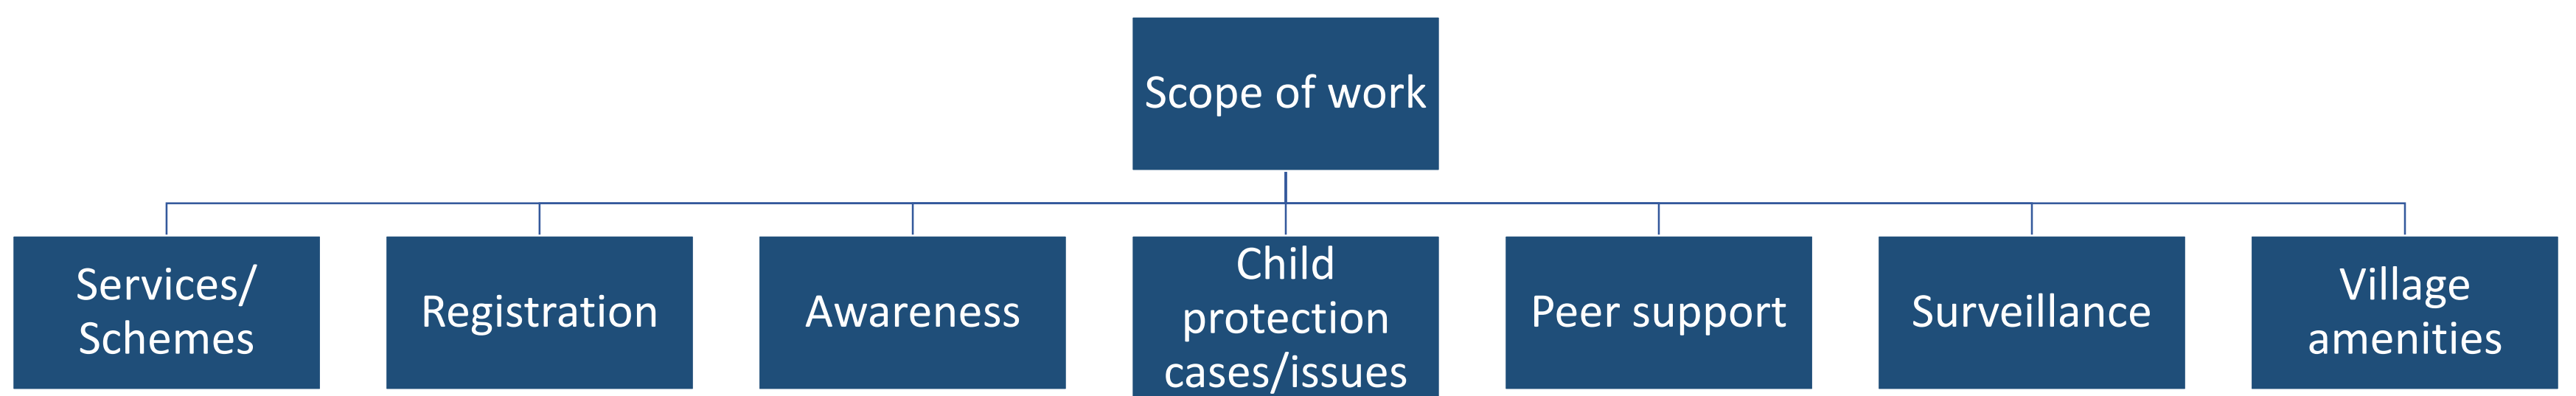 Scope of work
Services/
Schemes
Registration
Awareness
Child
protection
cases/issues
Peer support
Surveillance
Village
amenities